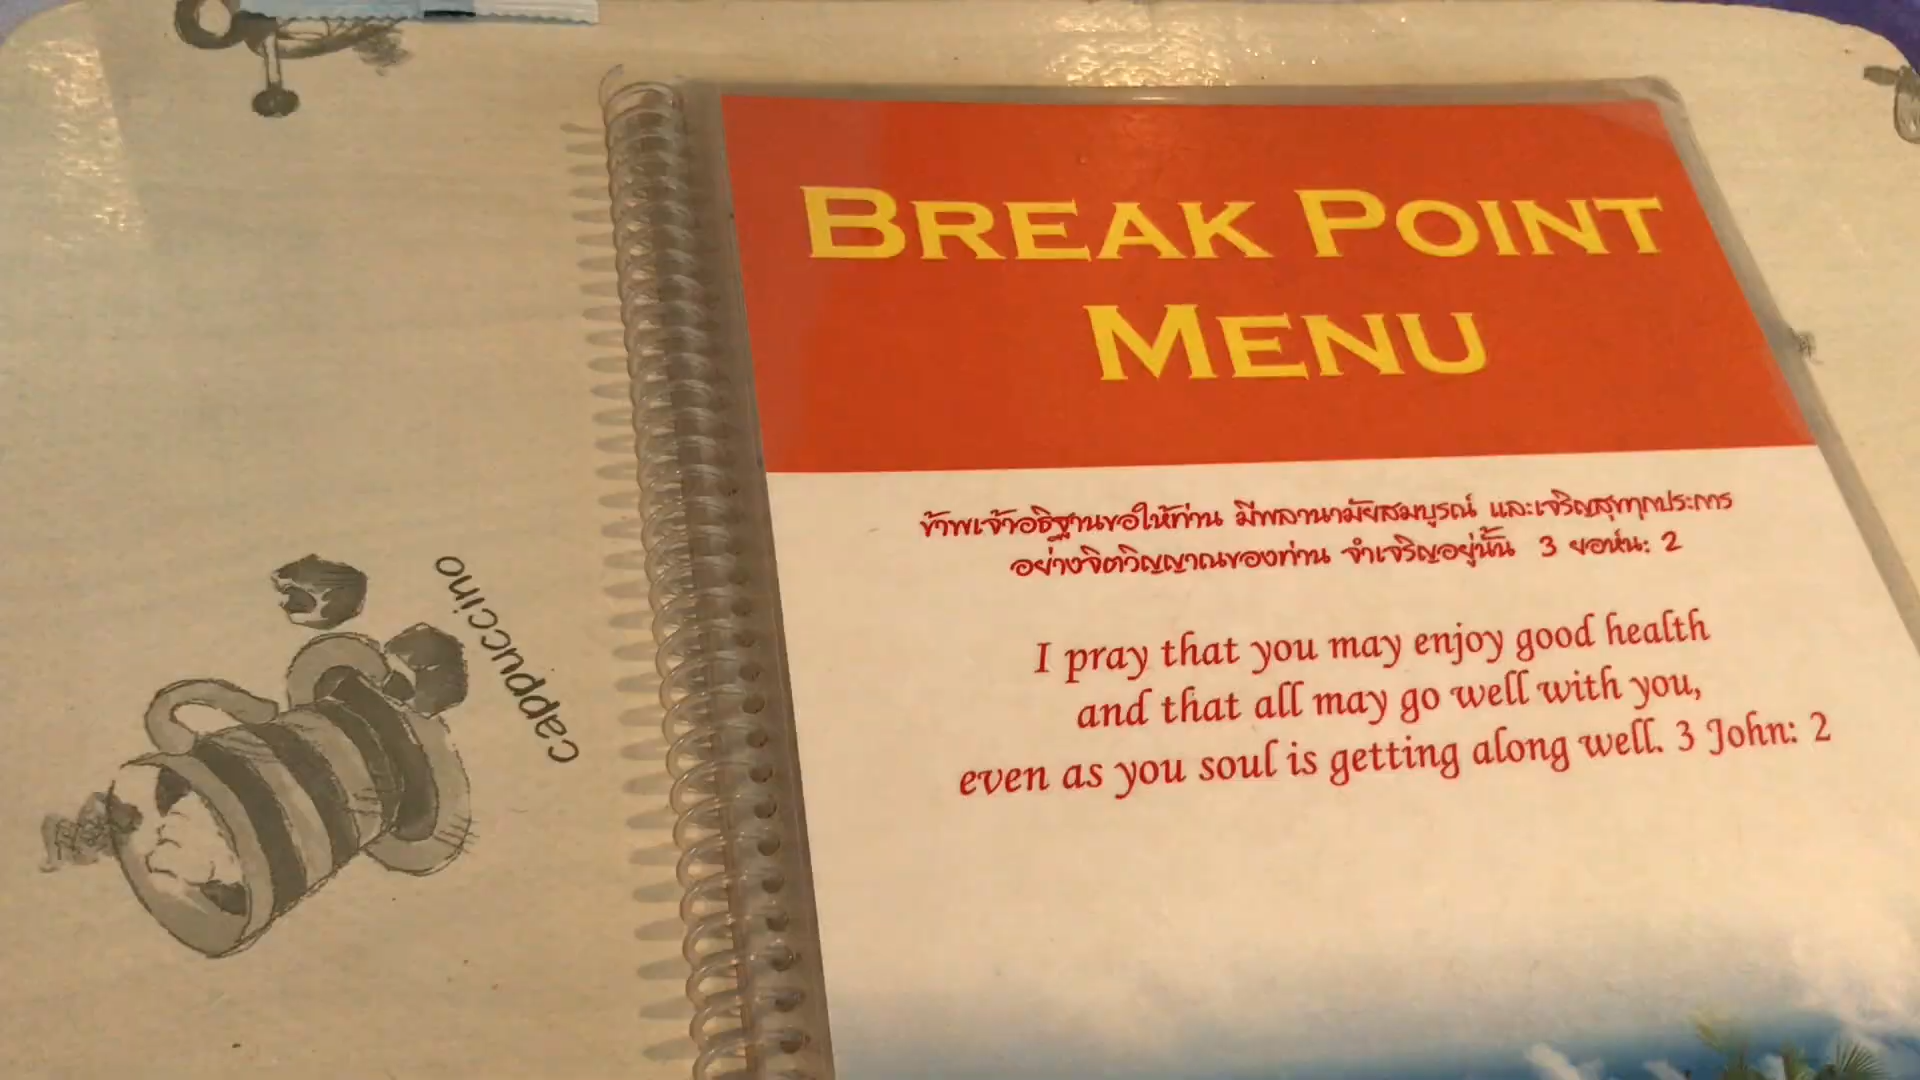 BREAK POINT
MENU
ข้าพเจ้าอธิฐานขอให้ท่าน มีพลานามัยสมบูรณ์ และเจริญสุขทุกประการ
อย่างจิตวิญญาณของท่าน จำเจริญอยู่นั้น 3 ยอห์น: 2
I pray that you may enjoy good health
and that all may go well with you,
even as you soul is getting along well. 3 John: 2
cappuccino